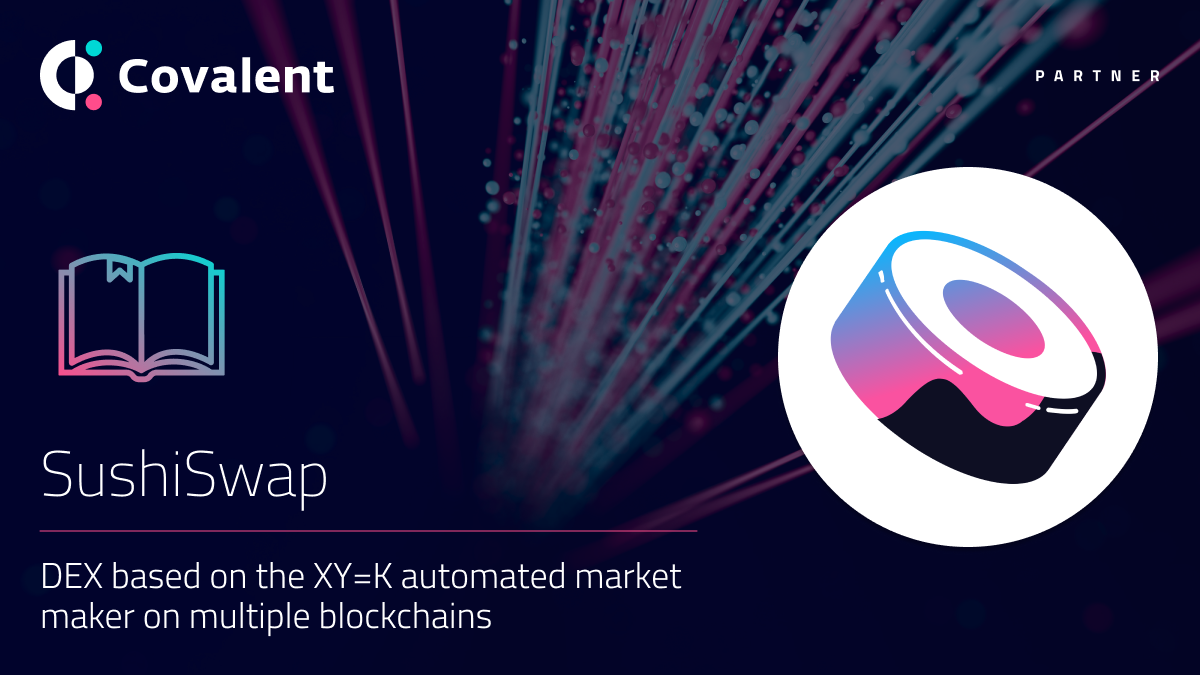 Covalent
PARTNER
SushiSwap
DEX based on the XY=K automated market
maker on multiple blockchains